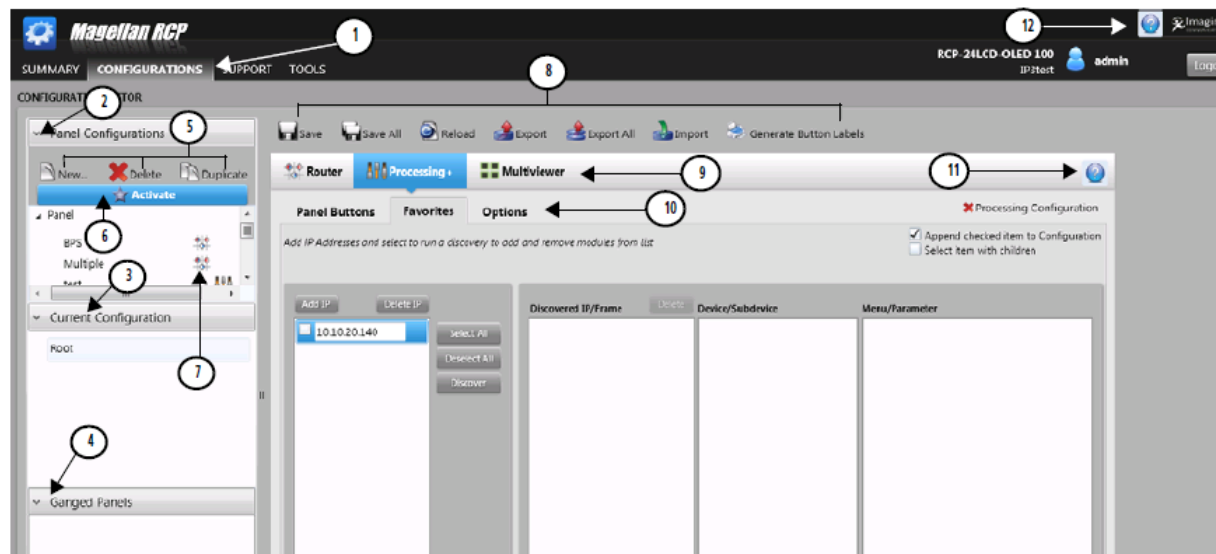 Magellan RCP
1
12
RCP-24LCD-OLED 100
IP3test
admin
SUMMARY CONFIGURATIONS SUPPORT TOOLS
8
2
5
Panel Configurations
Save Save All Reload Export Export All Import Generate Button Labels
New... Delete Duplicate
Router Processing+ Multiviewer
9
11
Activate
Panel
6
BPS
Multiple
test
3
7
Panel Buttons Favorites Options
10
Processing Configuration
Add IP Addresses and select to run a discovery to add and remove modules from list
Append checked item to Configuration
Select item with children
Current Configuration
Root
Add IP Delete IP
10.10.20.140
Select All
Deselect All
Discover
Discovered IP/Frame Delete Device/Subdevice Menu/Parameter
4
Ganged Panels